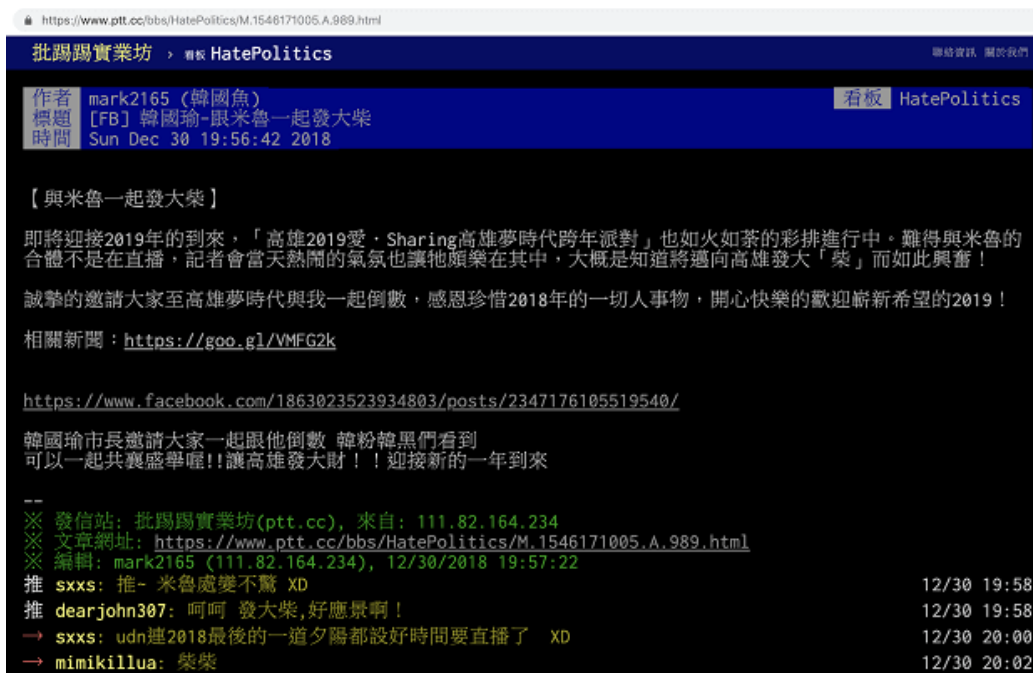 https://www.ptt.cc/bbs/HatePolitics/M.1546171005.A.989.html
批踢踢實業坊 › 看板 HatePolitics 聯絡資訊 關於我們
作者 mark2165 (韓國魚) 看板 HatePolitics
標題 [FB] 韓國瑜-跟米魯一起發大柴
時間 Sun Dec 30 19:56:42 2018
【與米魯一起發大柴】
即將迎接2019年的到來，「高雄2019愛・Sharing高雄夢時代跨年派對」也如火如荼的彩排進行中。難得與米魯的
合體不是在直播，記者會當天熱鬧的氣氛也讓牠頗樂在其中，大概是知道將邁向高雄發大「柴」而如此興奮！
誠摯的邀請大家至高雄夢時代與我一起倒數，感恩珍惜2018年的一切人事物，開心快樂的歡迎嶄新希望的2019！
相關新聞：https://goo.gl/VMFG2k
https://www.facebook.com/1863023523934803/posts/2347176105519540/
韓國瑜市長邀請大家一起跟他倒數 韓粉韓黑們看到
可以一起共襄盛舉喔!!讓高雄發大財！！迎接新的一年到來
--
※ 發信站: 批踢踢實業坊(ptt.cc), 來自: 111.82.164.234
※ 文章網址: https://www.ptt.cc/bbs/HatePolitics/M.1546171005.A.989.html
※ 編輯: mark2165 (111.82.164.234), 12/30/2018 19:57:22
推 sxxs: 推~ 米魯處變不驚 XD 12/30 19:58
推 dearjohn307: 呵呵 發大柴,好應景啊！ 12/30 19:58
→ sxxs: udn連2018最後的一道夕陽都設好時間要直播了 XD 12/30 20:00
→ mimikillua: 柴柴 12/30 20:02